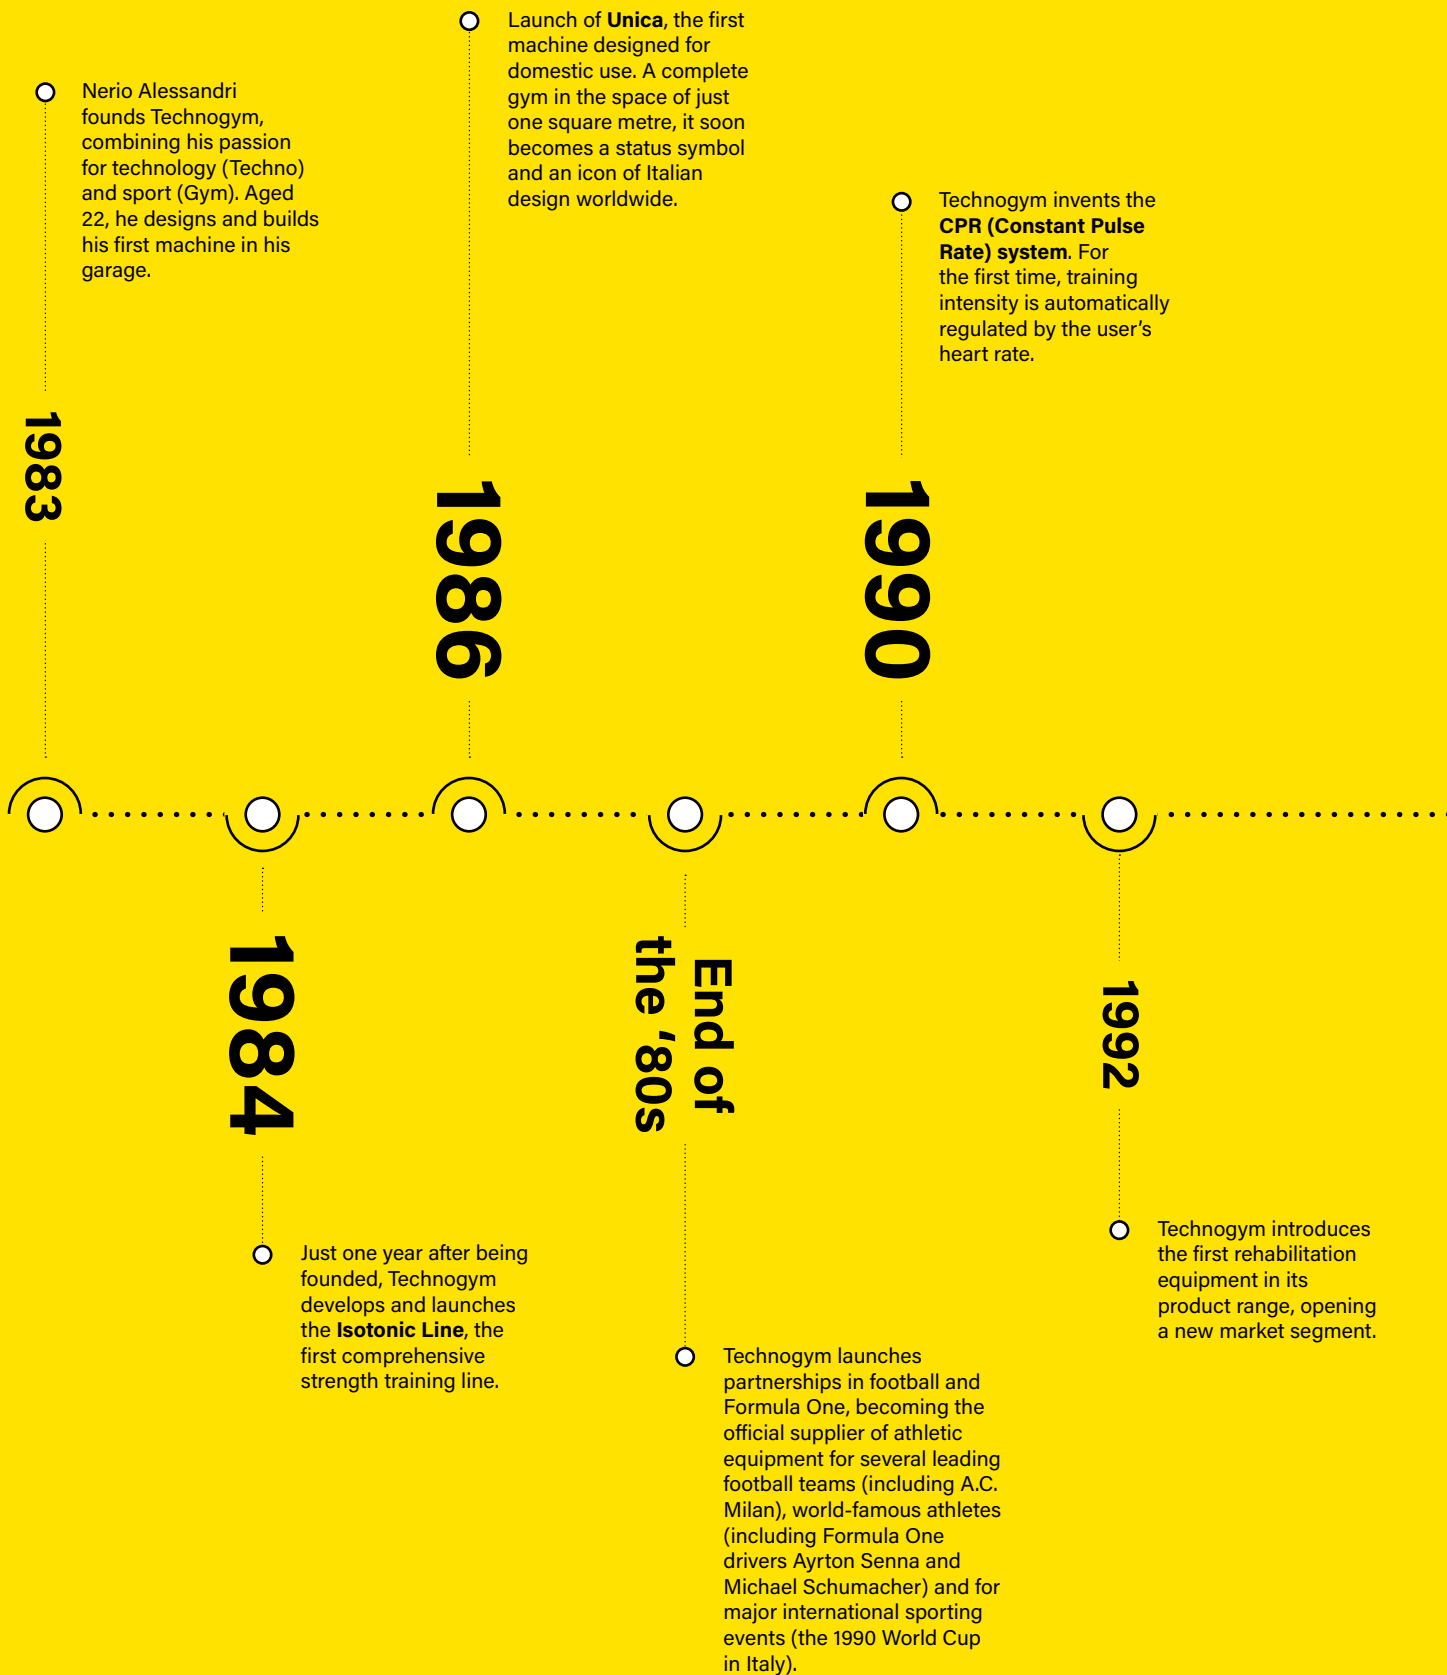 Nerio Alessandri
founds Technogym,
combining his passion
for technology (Techno)
and sport (Gym). Aged
22, he designs and builds
his first machine in his
garage.
1983
1984
Just one year after being
founded, Technogym
develops and launches
the Isotonic Line, the
first comprehensive
strength training line.
Launch of Unica, the first
machine designed for
domestic use. A complete
gym in the space of just
one square metre, it soon
becomes a status symbol
and an icon of Italian
design worldwide.
1986
End of
the '80s
Technogym launches
partnerships in football and
Formula One, becoming the
official supplier of athletic
equipment for several leading
football teams (including A.C.
Milan), world-famous athletes
(including Formula One
drivers Ayrton Senna and
Michael Schumacher) and for
major international sporting
events (the 1990 World Cup
in Italy).
Technogym invents the
CPR (Constant Pulse
Rate) system. For
the first time, training
intensity is automatically
regulated by the user's
heart rate.
1990
1992
Technogym introduces
the first rehabilitation
equipment in its
product range, opening
a new market segment.